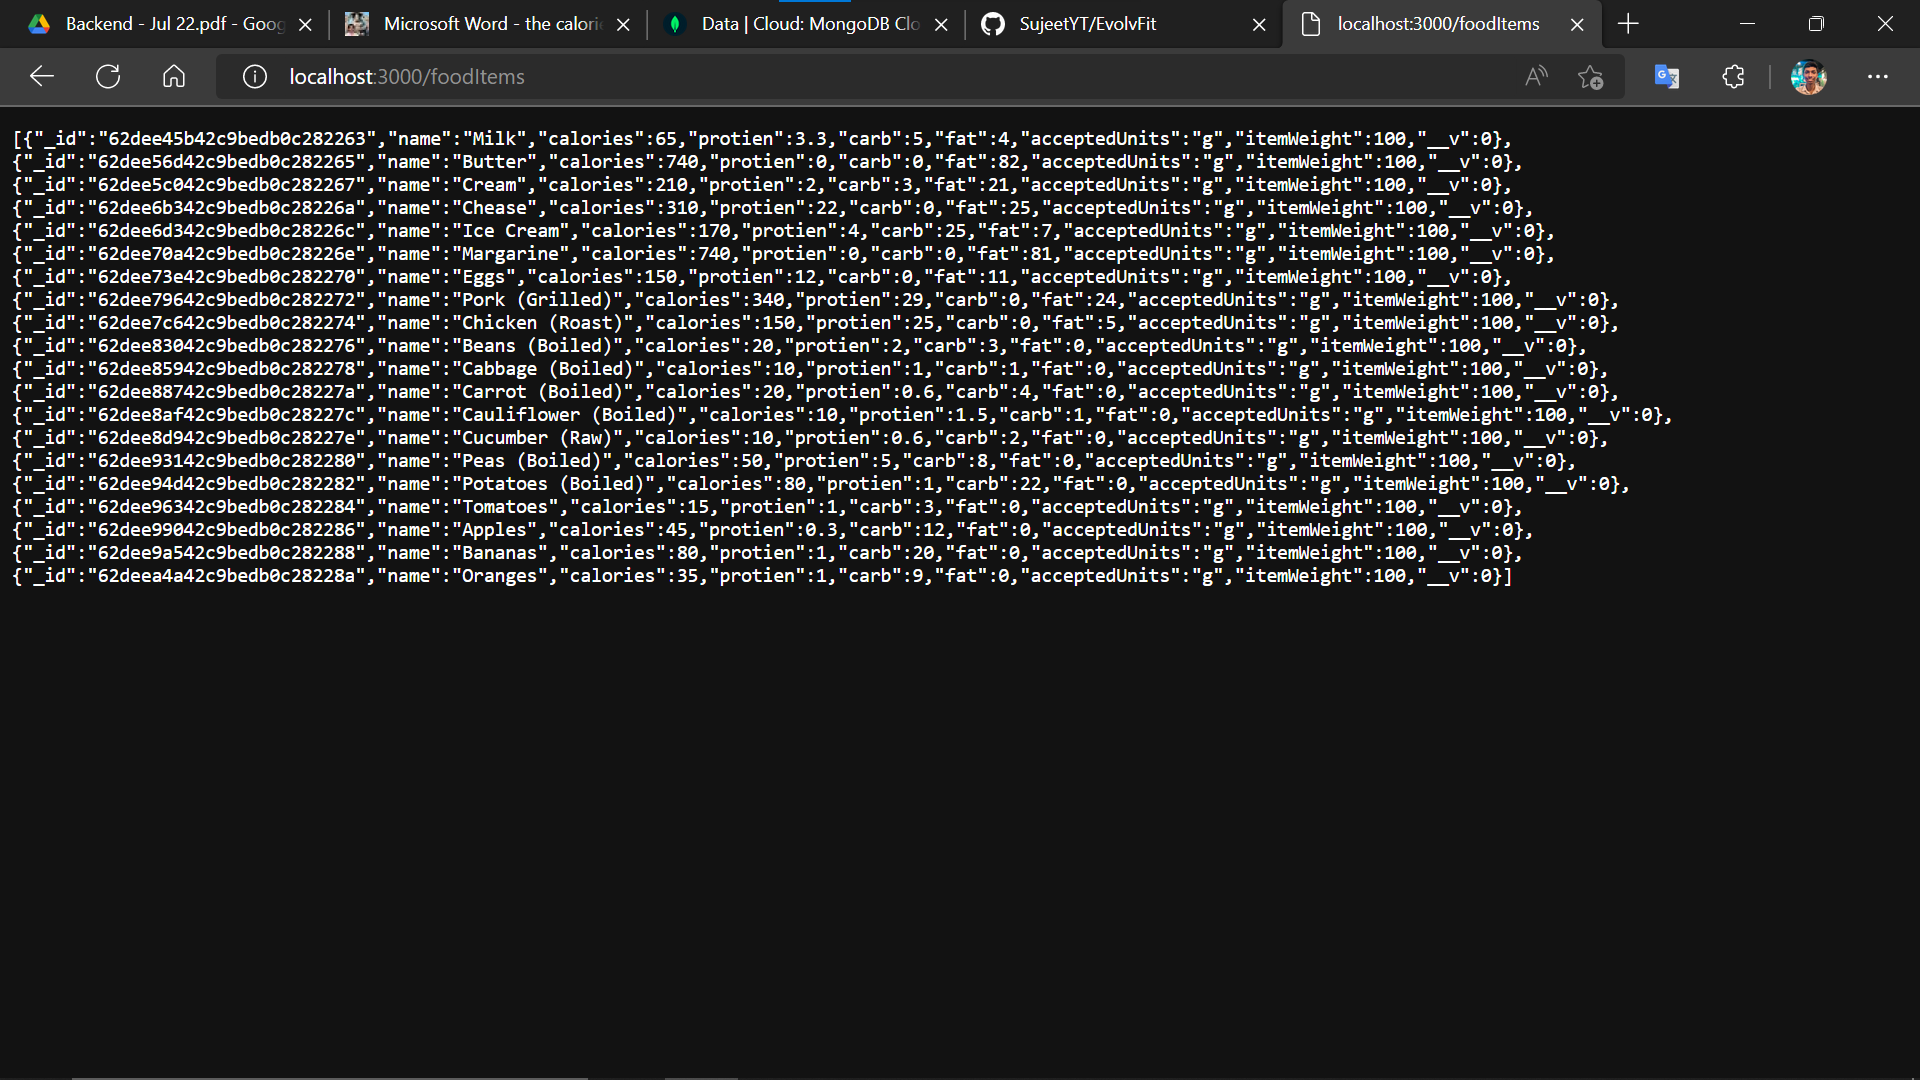 Backend - Jul 22.pdf - Goog
Microsoft Word - the calorie
Data | Cloud: MongoDB Clo
SujeetYT/EvolvFit
localhost:3000/foodItems
localhost:3000/foodItems
[{"_id":"62dee45b42c9bedb0c282263","name":"Milk","calories":65,"protien":3.3,"carb":5,"fat":4,"acceptedUnits":"g","itemWeight":100,"__v":0},
{"_id":"62dee56d42c9bedb0c282265","name":"Butter","calories":740,"protien":0,"carb":0,"fat":82,"acceptedUnits":"g","itemWeight":100,"__v":0},
{"_id":"62dee5c042c9bedb0c282267","name":"Cream","calories":210,"protien":2,"carb":3,"fat":21,"acceptedUnits":"g","itemWeight":100,"__v":0},
{"_id":"62dee6b342c9bedb0c28226a","name":"Chease","calories":310,"protien":22,"carb":0,"fat":25,"acceptedUnits":"g","itemWeight":100,"__v":0},
{"_id":"62dee6d342c9bedb0c28226c","name":"Ice Cream","calories":170,"protien":4,"carb":25,"fat":7,"acceptedUnits":"g","itemWeight":100,"__v":0},
{"_id":"62dee70a42c9bedb0c28226e","name":"Margarine","calories":740,"protien":0,"carb":0,"fat":81,"acceptedUnits":"g","itemWeight":100,"__v":0},
{"_id":"62dee73e42c9bedb0c282270","name":"Eggs","calories":150,"protien":12,"carb":0,"fat":11,"acceptedUnits":"g","itemWeight":100,"__v":0},
{"_id":"62dee79642c9bedb0c282272","name":"Pork (Grilled)","calories":340,"protien":29,"carb":0,"fat":24,"acceptedUnits":"g","itemWeight":100,"__v":0},
{"_id":"62dee7c642c9bedb0c282274","name":"Chicken (Roast)","calories":150,"protien":25,"carb":0,"fat":5,"acceptedUnits":"g","itemWeight":100,"__v":0},
{"_id":"62dee83042c9bedb0c282276","name":"Beans (Boiled)","calories":20,"protien":2,"carb":3,"fat":0,"acceptedUnits":"g","itemWeight":100,"__v":0},
{"_id":"62dee85942c9bedb0c282278","name":"Cabbage (Boiled)","calories":10,"protien":1,"carb":1,"fat":0,"acceptedUnits":"g","itemWeight":100,"__v":0},
{"_id":"62dee88742c9bedb0c28227a","name":"Carrot (Boiled)","calories":20,"protien":0.6,"carb":4,"fat":0,"acceptedUnits":"g","itemWeight":100,"__v":0},
{"_id":"62dee8af42c9bedb0c28227c","name":"Cauliflower (Boiled)","calories":10,"protien":1.5,"carb":1,"fat":0,"acceptedUnits":"g","itemWeight":100,"__v":0},
{"_id":"62dee8d942c9bedb0c28227e","name":"Cucumber (Raw)","calories":10,"protien":0.6,"carb":2,"fat":0,"acceptedUnits":"g","itemWeight":100,"__v":0},
{"_id":"62dee93142c9bedb0c282280","name":"Peas (Boiled)","calories":50,"protien":5,"carb":8,"fat":0,"acceptedUnits":"g","itemWeight":100,"__v":0},
{"_id":"62dee94d42c9bedb0c282282","name":"Potatoes (Boiled)","calories":80,"protien":1,"carb":22,"fat":0,"acceptedUnits":"g","itemWeight":100,"__v":0},
{"_id":"62dee96342c9bedb0c282284","name":"Tomatoes","calories":15,"protien":1,"carb":3,"fat":0,"acceptedUnits":"g","itemWeight":100,"__v":0},
{"_id":"62dee99042c9bedb0c282286","name":"Apples","calories":45,"protien":0.3,"carb":12,"fat":0,"acceptedUnits":"g","itemWeight":100,"__v":0},
{"_id":"62dee9a542c9bedb0c282288","name":"Bananas","calories":80,"protien":1,"carb":20,"fat":0,"acceptedUnits":"g","itemWeight":100,"__v":0},
{"_id":"62deea4a42c9bedb0c28228a","name":"Oranges","calories":35,"protien":1,"carb":9,"fat":0,"acceptedUnits":"g","itemWeight":100,"__v":0}]